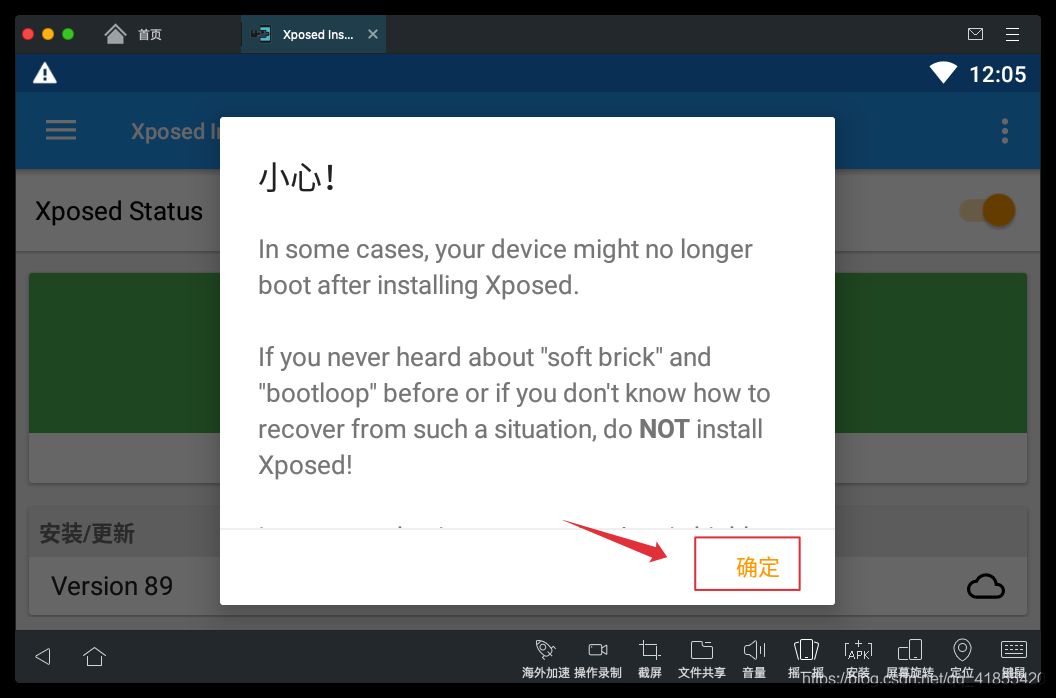 首页
Xposed Ins...
12:05
Xposed In
小心!
Xposed Status
In some cases, your device might no longer
boot after installing Xposed.
If you never heard about "soft brick" and
"bootloop" before or if you don't know how to
recover from such a situation, do NOT install
Xposed!
安装/更新
确定
Version 89
海外加速 操作录制 截屏 文件共享 音量 摇一摇 安装 屏幕旋转 定位 键鼠
APK
https://blog.csdn.net/qq_41855420